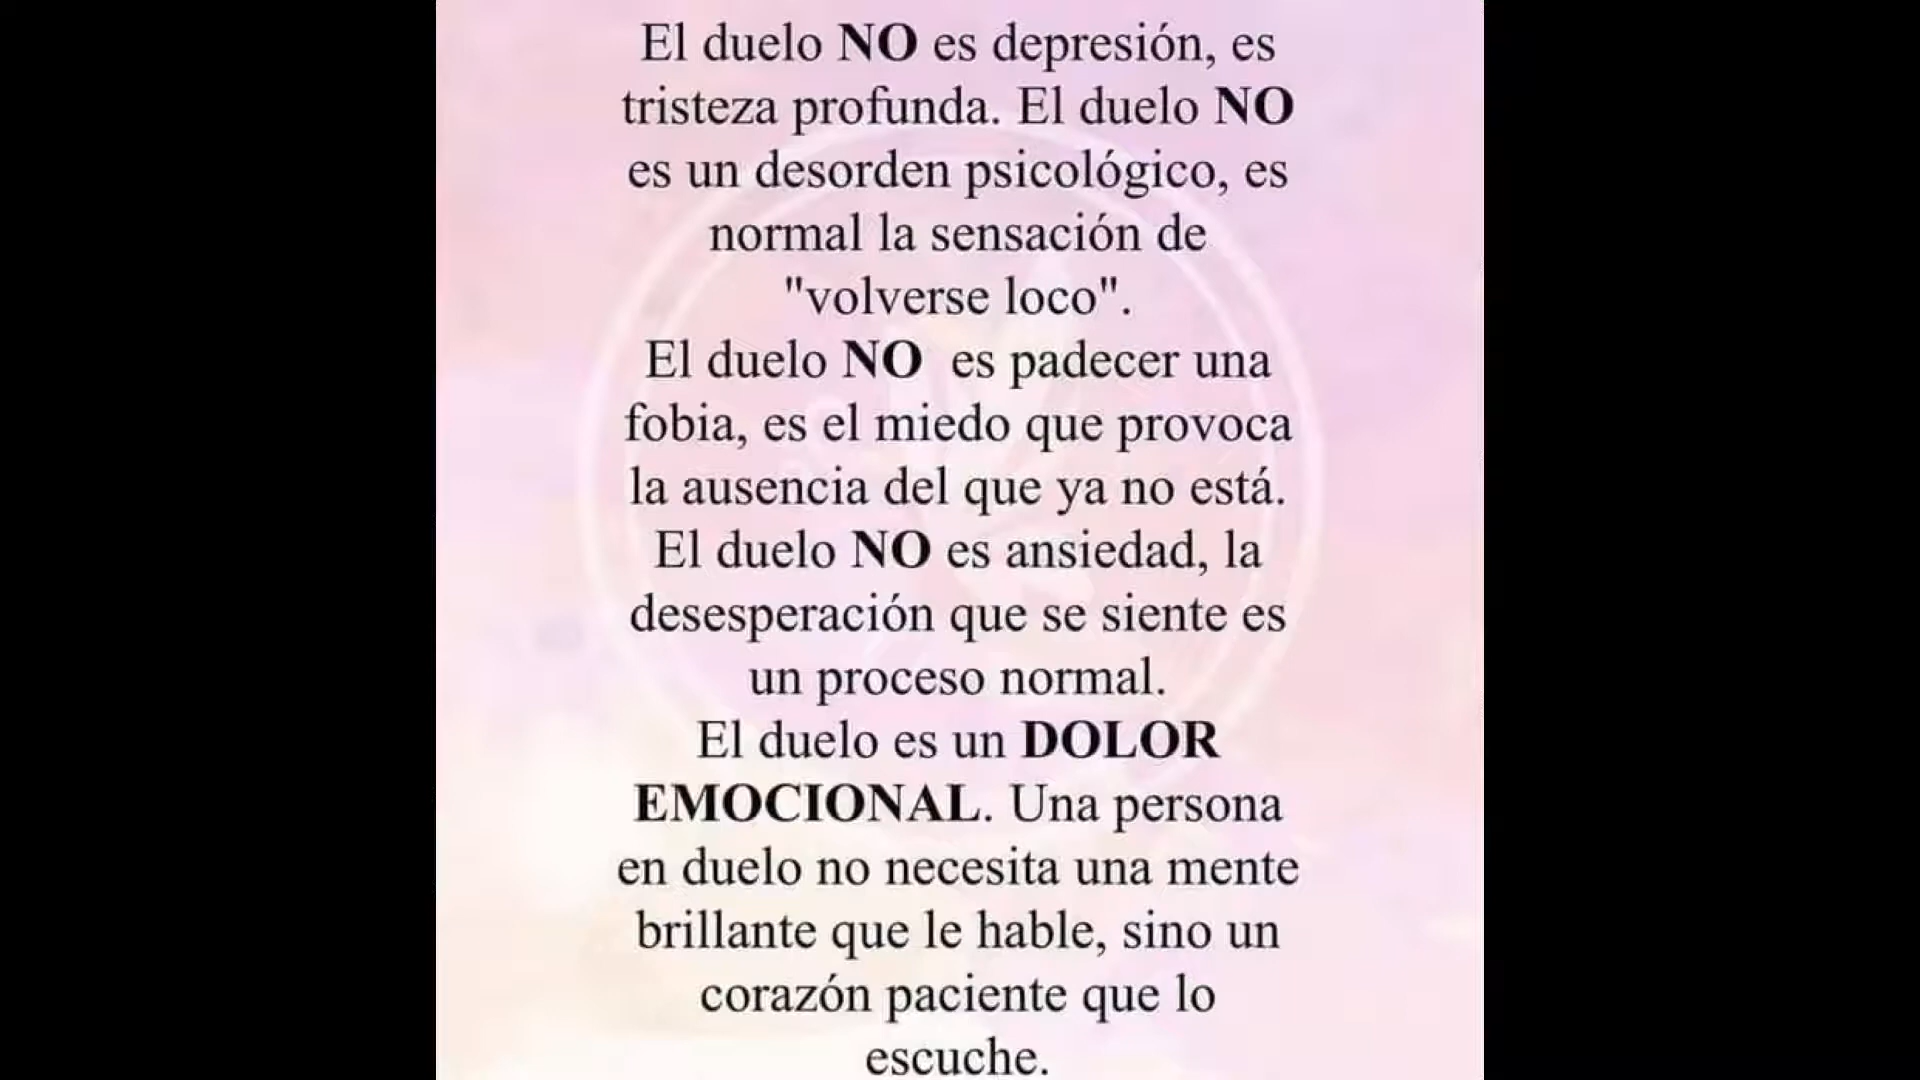 El duelo NO es depresión, es
tristeza profunda. El duelo NO
es un desorden psicológico, es
normal la sensación de
"volverse loco".
El duelo NO  es padecer una
fobia, es el miedo que provoca
la ausencia del que ya no está.
El duelo NO es ansiedad, la
desesperación que se siente es
un proceso normal.
El duelo es un DOLOR
EMOCIONAL. Una persona
en duelo no necesita una mente
brillante que le hable, sino un
corazón paciente que lo
escuche.